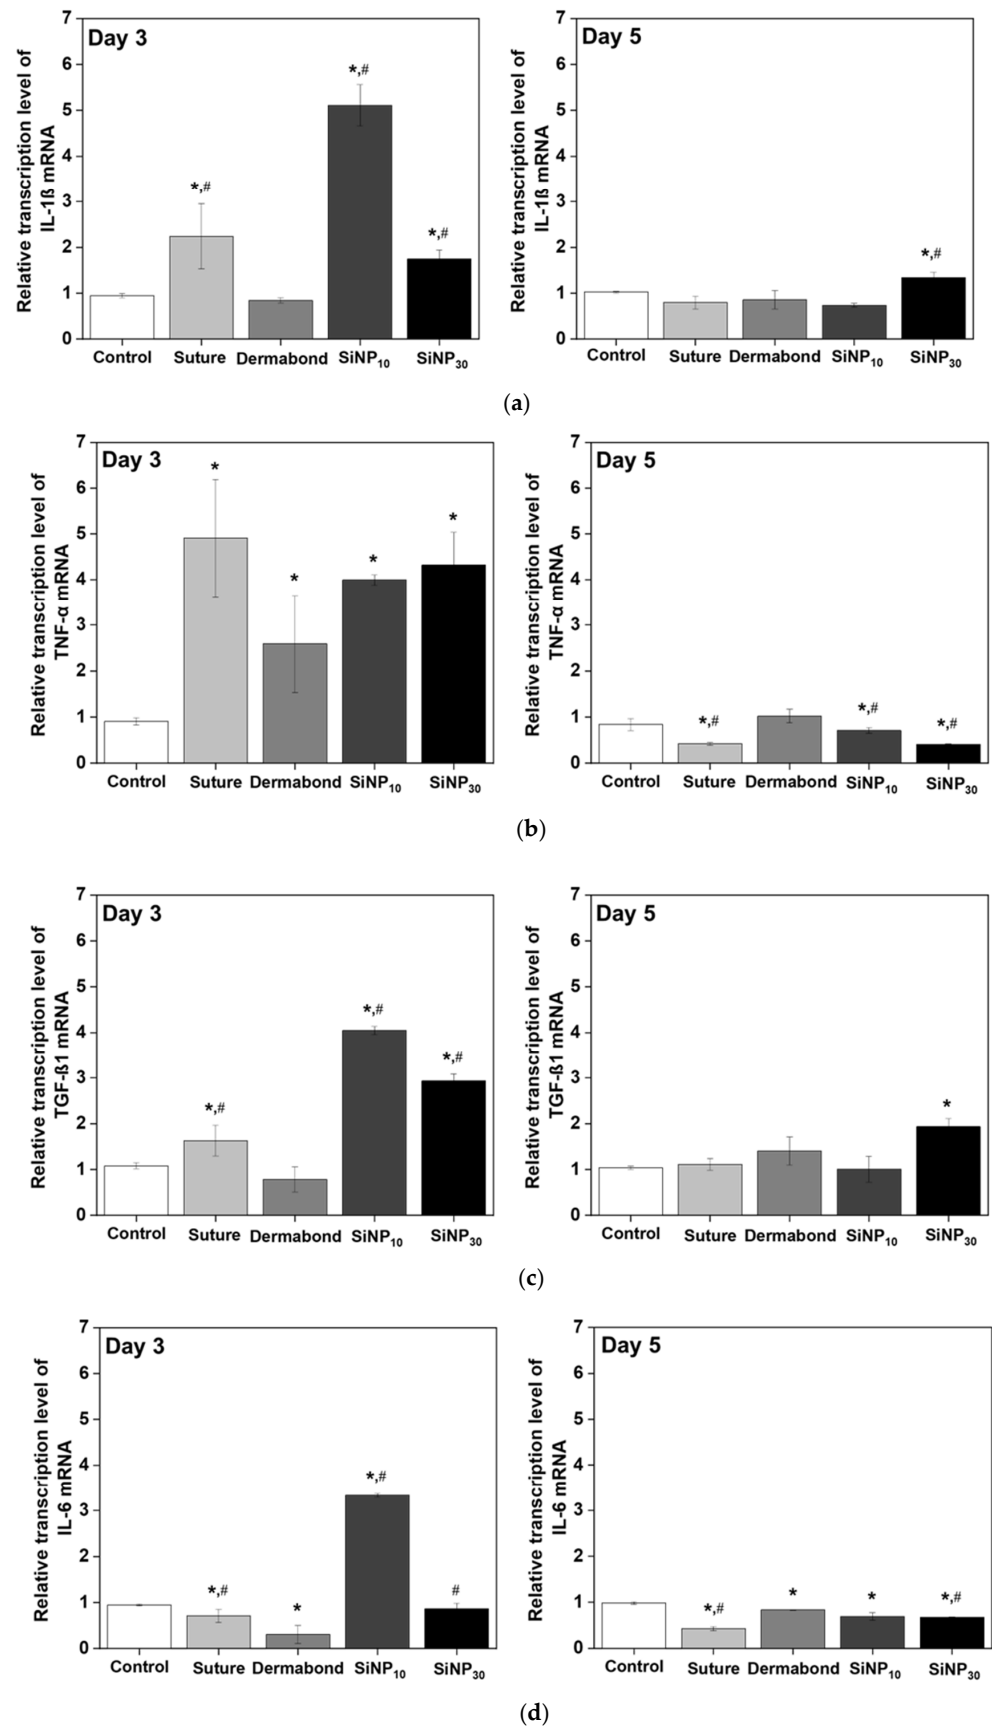 Relative transcription level of
IL-1ß mRNA
7
6
5
4
3
2
1
0
Day 3
*,#
*,#
*,#
Control Suture Dermabond SiNP10 SiNP30
Relative transcription level of
IL-1ß mRNA
7
6
5
4
3
2
1
0
Day 5
*,#
Control Suture Dermabond SiNP10 SiNP30
(a)
Relative transcription level of
TNF-α mRNA
7
6
5
4
3
2
1
0
Day 3
*
*
*
*
Control Suture Dermabond SiNP10 SiNP30
Relative transcription level of
TNF-α mRNA
7
6
5
4
3
2
1
0
Day 5
*,#
*,#
*,#
Control Suture Dermabond SiNP10 SiNP30
(b)
Relative transcription level of
TGF-ß1 mRNA
7
6
5
4
3
2
1
0
Day 3
*,#
*,#
*,#
Control Suture Dermabond SiNP10 SiNP30
Relative transcription level of
TGF-ß1 mRNA
7
6
5
4
3
2
1
0
Day 5
*
Control Suture Dermabond SiNP10 SiNP30
(c)
Relative transcription level of
IL-6 mRNA
7
6
5
4
3
2
1
0
Day 3
*,#
*
*,#
#
Control Suture Dermabond SiNP10 SiNP30
Relative transcription level of
IL-6 mRNA
7
6
5
4
3
2
1
0
Day 5
*,#
*
*
*,#
Control Suture Dermabond SiNP10 SiNP30
(d)